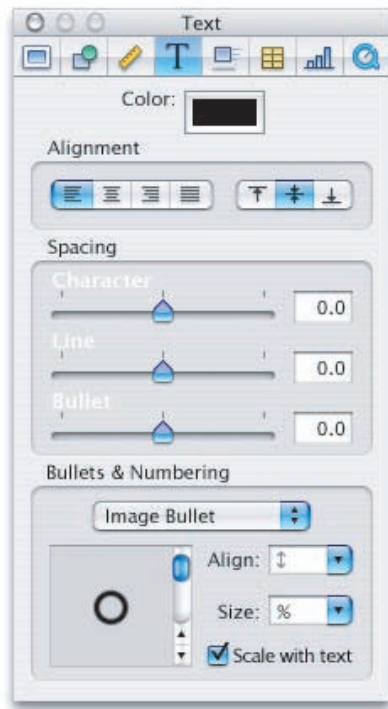 Text
T
Color:
Alignment
Spacing
Character
0.0
Line
0.0
Bullet
0.0
Bullets & Numbering
Image Bullet
Align:
Size: %
Scale with text